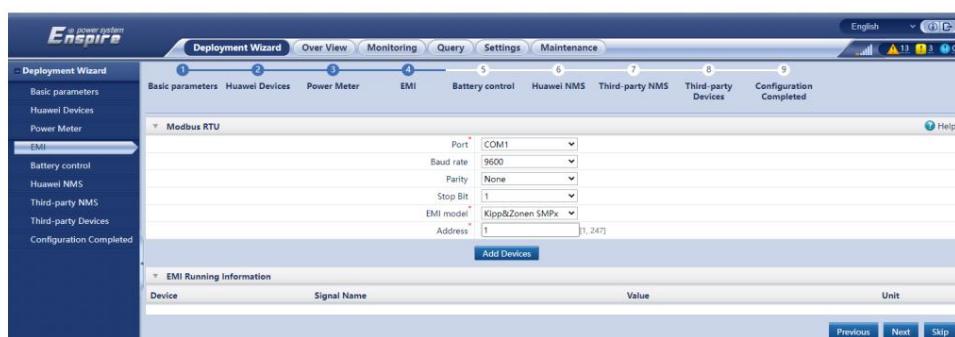 English
Enspire
Deployment Wizard Over View Monitoring Query Settings Maintenance
13 3
Deployment Wizard
Basic parameters
Huawei Devices
Power Meter
EMI
Battery control
Huawei NMS
Third-party NMS
Third-party Devices
Configuration Completed
1 2 3 4 5 6 7 8 9
Basic parameters Huawei Devices Power Meter EMI Battery control Huawei NMS Third-party NMS Third-party Devices Configuration Completed
Modbus RTU Help
Port * COM1
Baud rate 9600
Parity None
Stop Bit 1
EMI model * Kipp&Zonen SMPx
Address * 1 [1, 247]
Add Devices
EMI Running Information
Device Signal Name Value Unit
Previous Next Skip